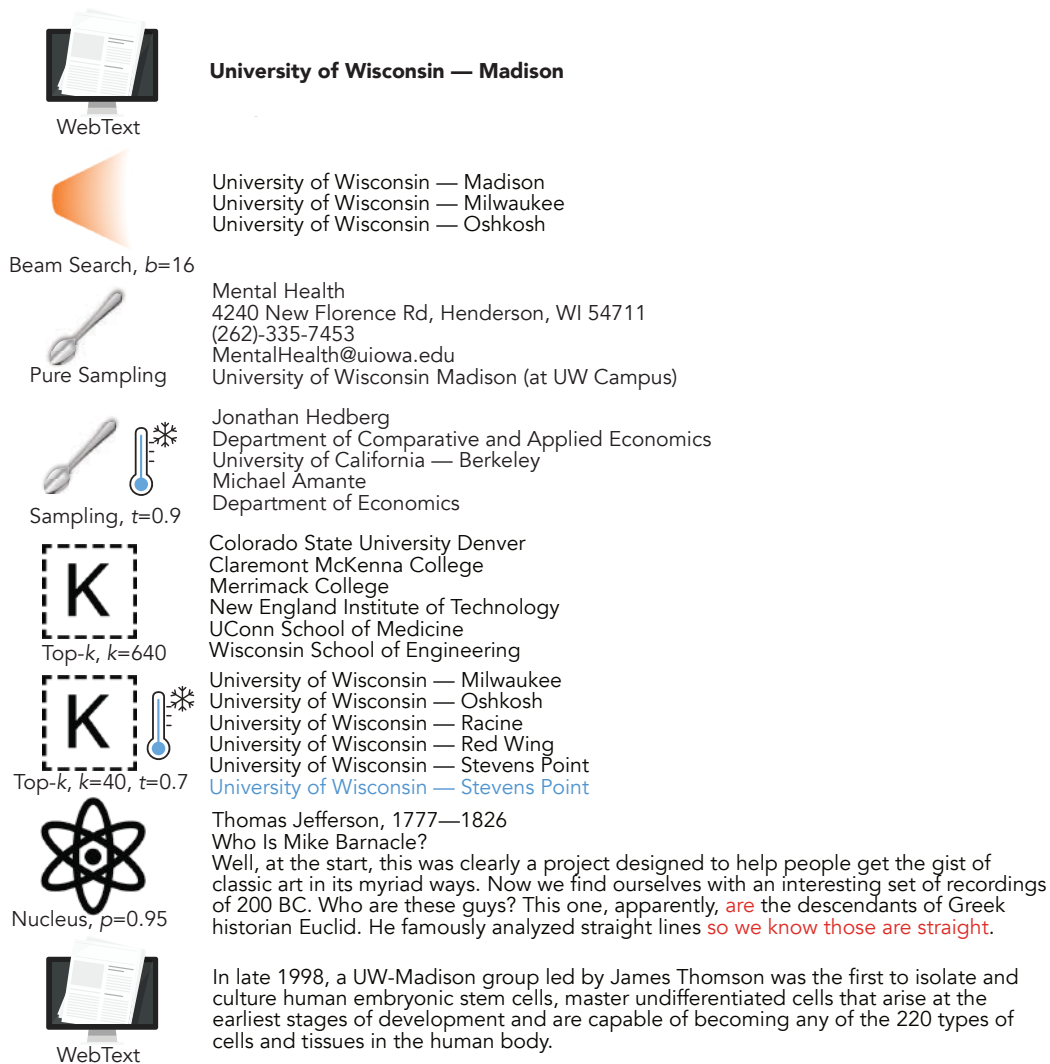 University of Wisconsin — Madison
WebText
University of Wisconsin — Madison
University of Wisconsin — Milwaukee
University of Wisconsin — Oshkosh
Beam Search, b=16
Mental Health
4240 New Florence Rd, Henderson, WI 54711
(262)-335-7453
MentalHealth@uiowa.edu
University of Wisconsin Madison (at UW Campus)
Pure Sampling
Jonathan Hedberg
Department of Comparative and Applied Economics
University of California — Berkeley
Michael Amante
Department of Economics
Sampling, t=0.9
Colorado State University Denver
Claremont McKenna College
Merrimack College
New England Institute of Technology
UConn School of Medicine
Wisconsin School of Engineering
K
Top-k, k=640
University of Wisconsin — Milwaukee
University of Wisconsin — Oshkosh
University of Wisconsin — Racine
University of Wisconsin — Red Wing
University of Wisconsin — Stevens Point
University of Wisconsin — Stevens Point
K
Top-k, k=40, t=0.7
Thomas Jefferson, 1777—1826
Who Is Mike Barnacle?
Well, at the start, this was clearly a project designed to help people get the gist of
classic art in its myriad ways. Now we find ourselves with an interesting set of recordings
of 200 BC. Who are these guys? This one, apparently, are the descendants of Greek
historian Euclid. He famously analyzed straight lines so we know those are straight.
Nucleus, p=0.95
In late 1998, a UW-Madison group led by James Thomson was the first to isolate and
culture human embryonic stem cells, master undifferentiated cells that arise at the
earliest stages of development and are capable of becoming any of the 220 types of
cells and tissues in the human body.
WebText